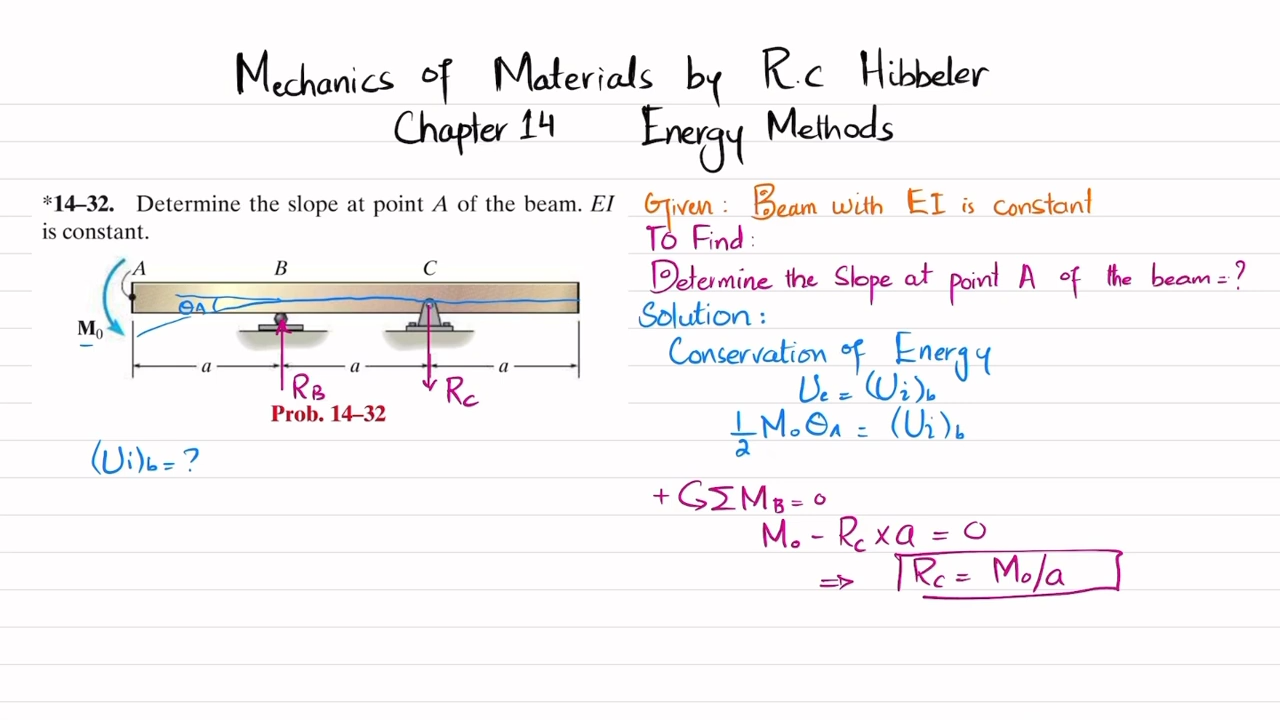 Mechanics of Materials by R.C Hibbeler
Chapter 14 Energy Methods
*14–32. Determine the slope at point A of the beam. EI
is constant.
A B C
θA
M0
a a a
RB RC
Prob. 14–32
(Ui)b = ?
Given: Beam with EI is constant
To Find:
Determine the Slope at point A of the beam = ?
Solution:
Conservation of Energy
Ue = (Ui)b
1/2 M0 θA = (Ui)b
+ ↺ΣMB = 0
M0 - RC × a = 0
⇒ RC = M0/a